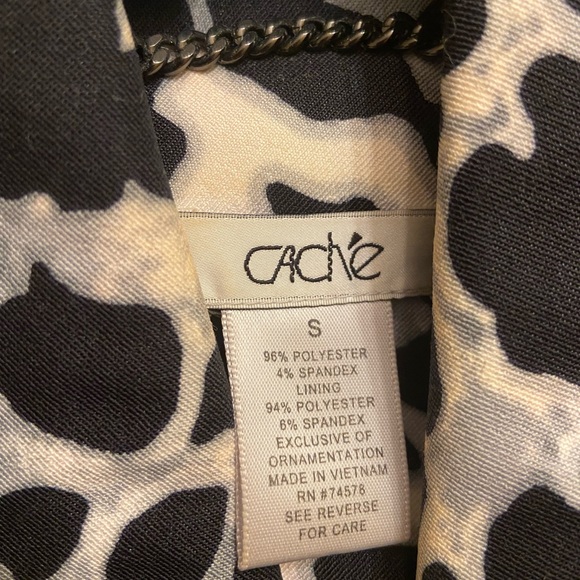 CACHÉ
S
96% POLYESTER
4% SPANDEX
LINING
94% POLYESTER
6% SPANDEX
EXCLUSIVE OF
ORNAMENTATION
MADE IN VIETNAM
RN #74578
SEE REVERSE
FOR CARE